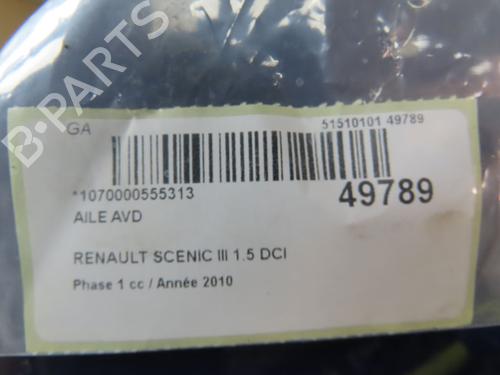 B-PARTS
GA
51510101 49789
*1070000555313
49789
AILE AVD
RENAULT SCENIC III 1.5 DCI
Phase 1 cc / Année 2010